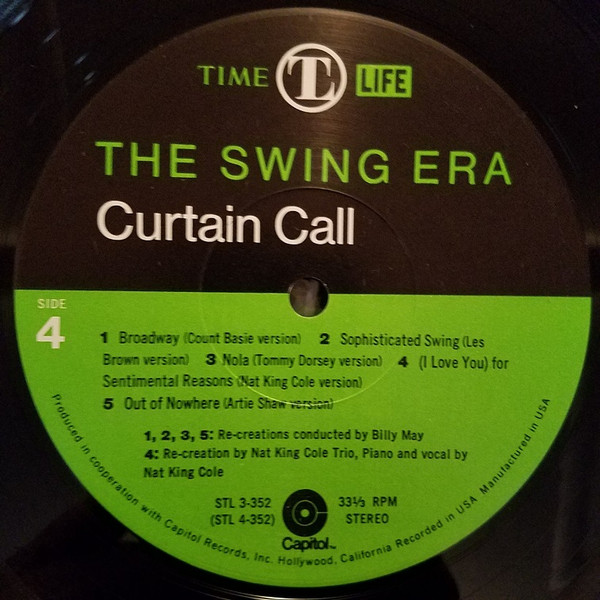 TIME TL LIFE
THE SWING ERA
Curtain Call
SIDE
4
1 Broadway (Count Basie version) 2 Sophisticated Swing (Les
Brown version) 3 Nola (Tommy Dorsey version) 4 (I Love You) for
Sentimental Reasons (Nat King Cole version)
5 Out of Nowhere (Artie Shaw version)
1, 2, 3, 5: Re-creations conducted by Billy May
4: Re-creation by Nat King Cole Trio, Piano and vocal by
Nat King Cole
STL 3-352 33⅓ RPM
(STL 4-352) STEREO
Capitol™
Produced in cooperation with Capitol Records, Inc. Hollywood, California Recorded in USA Manufactured in USA